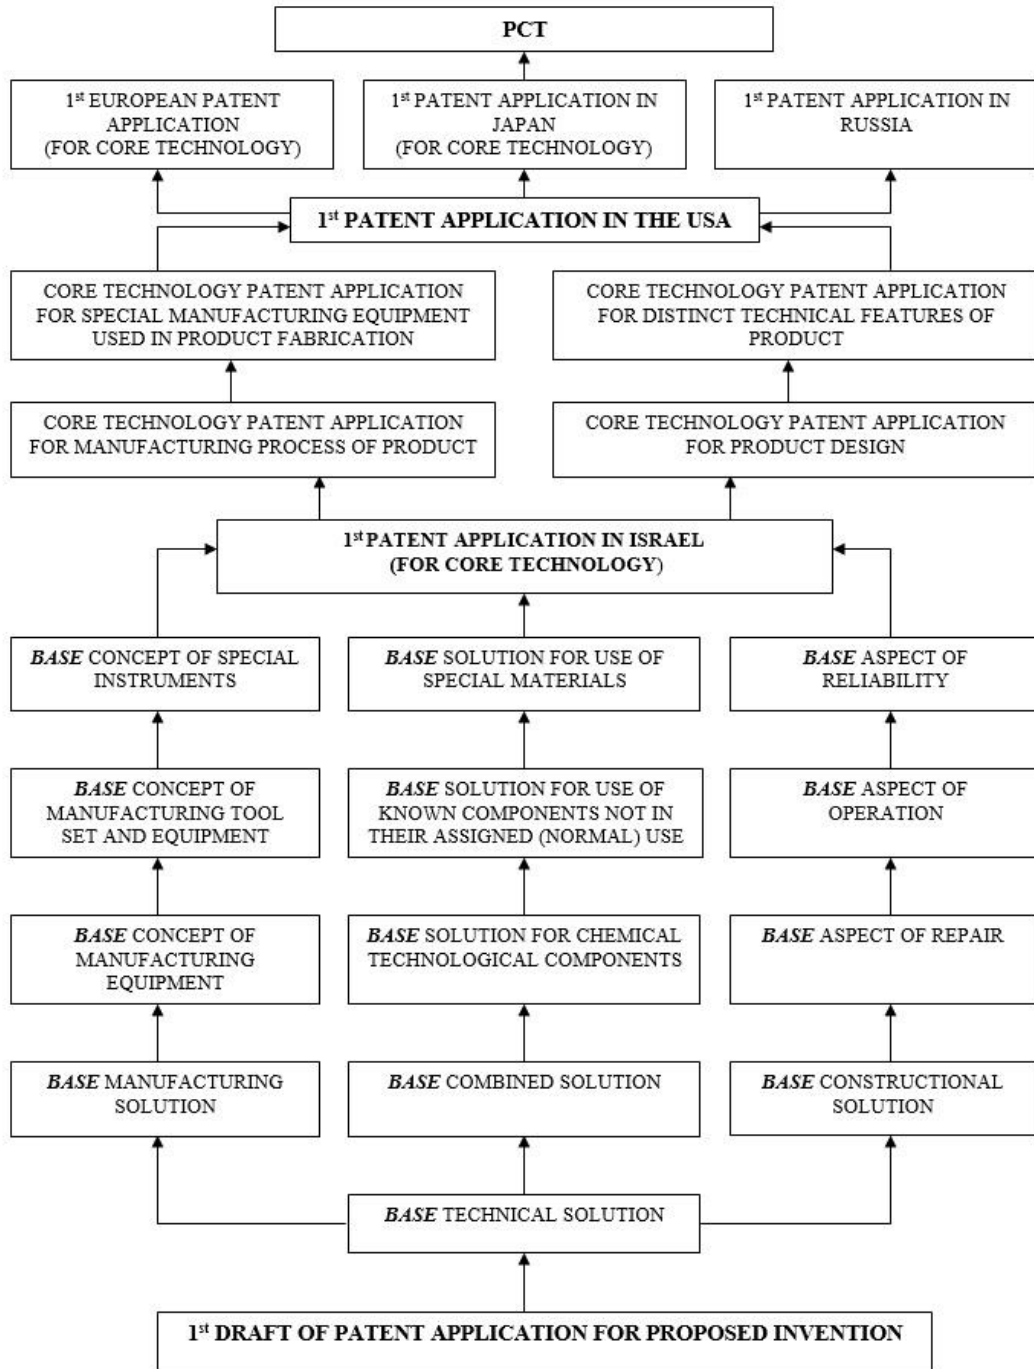 PCT
1st EUROPEAN PATENT
APPLICATION
(FOR CORE TECHNOLOGY)
1st PATENT APPLICATION IN
JAPAN
(FOR CORE TECHNOLOGY)
1st PATENT APPLICATION IN
RUSSIA
1st PATENT APPLICATION IN THE USA
CORE TECHNOLOGY PATENT APPLICATION
FOR SPECIAL MANUFACTURING EQUIPMENT
USED IN PRODUCT FABRICATION
CORE TECHNOLOGY PATENT APPLICATION
FOR DISTINCT TECHNICAL FEATURES OF
PRODUCT
CORE TECHNOLOGY PATENT APPLICATION
FOR MANUFACTURING PROCESS OF PRODUCT
CORE TECHNOLOGY PATENT APPLICATION
FOR PRODUCT DESIGN
1st PATENT APPLICATION IN ISRAEL
(FOR CORE TECHNOLOGY)
BASE CONCEPT OF SPECIAL
INSTRUMENTS
BASE SOLUTION FOR USE OF
SPECIAL MATERIALS
BASE ASPECT OF
RELIABILITY
BASE CONCEPT OF
MANUFACTURING TOOL
SET AND EQUIPMENT
BASE SOLUTION FOR USE OF
KNOWN COMPONENTS NOT IN
THEIR ASSIGNED (NORMAL) USE
BASE ASPECT OF
OPERATION
BASE CONCEPT OF
MANUFACTURING
EQUIPMENT
BASE SOLUTION FOR CHEMICAL
TECHNOLOGICAL COMPONENTS
BASE ASPECT OF REPAIR
BASE MANUFACTURING
SOLUTION
BASE COMBINED SOLUTION
BASE CONSTRUCTIONAL
SOLUTION
BASE TECHNICAL SOLUTION
1st DRAFT OF PATENT APPLICATION FOR PROPOSED INVENTION